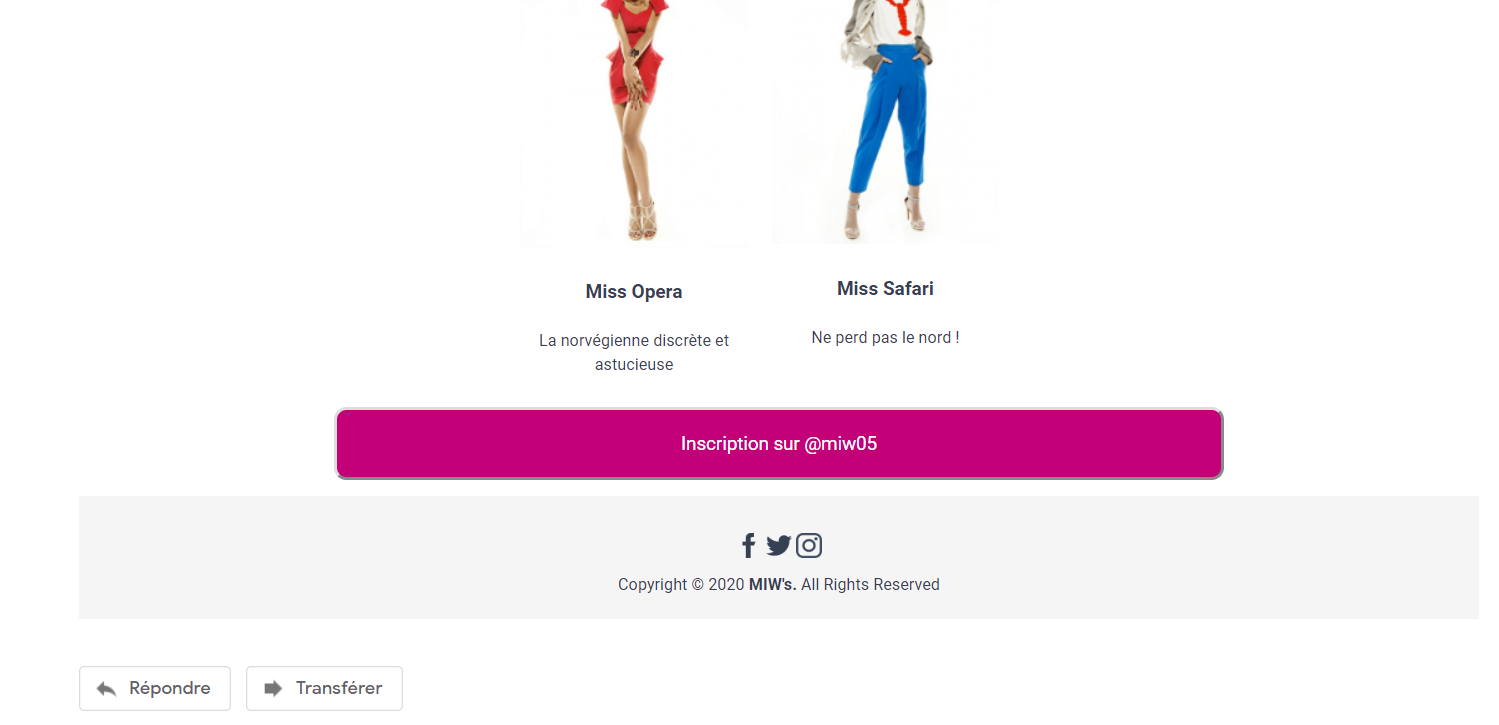 Miss Opera
Miss Safari
La norvégienne discrète et
astucieuse
Ne perd pas le nord !
Inscription sur @miw05
Copyright © 2020 MIW's. All Rights Reserved
Répondre
Transférer